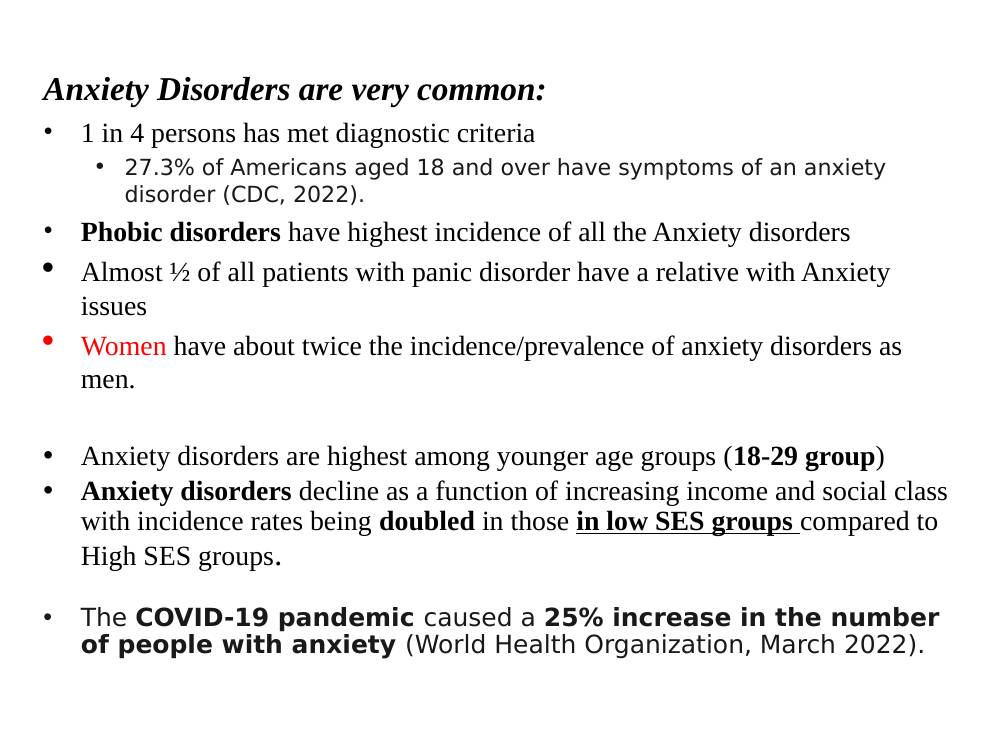 Anxiety Disorders are very common:
• 1 in 4 persons has met diagnostic criteria
• 27.3% of Americans aged 18 and over have symptoms of an anxiety
disorder (CDC, 2022).
• Phobic disorders have highest incidence of all the Anxiety disorders
• Almost ½ of all patients with panic disorder have a relative with Anxiety
issues
• Women have about twice the incidence/prevalence of anxiety disorders as
men.
• Anxiety disorders are highest among younger age groups (18-29 group)
• Anxiety disorders decline as a function of increasing income and social class
with incidence rates being doubled in those in low SES groups compared to
High SES groups.
• The COVID-19 pandemic caused a 25% increase in the number
of people with anxiety (World Health Organization, March 2022).